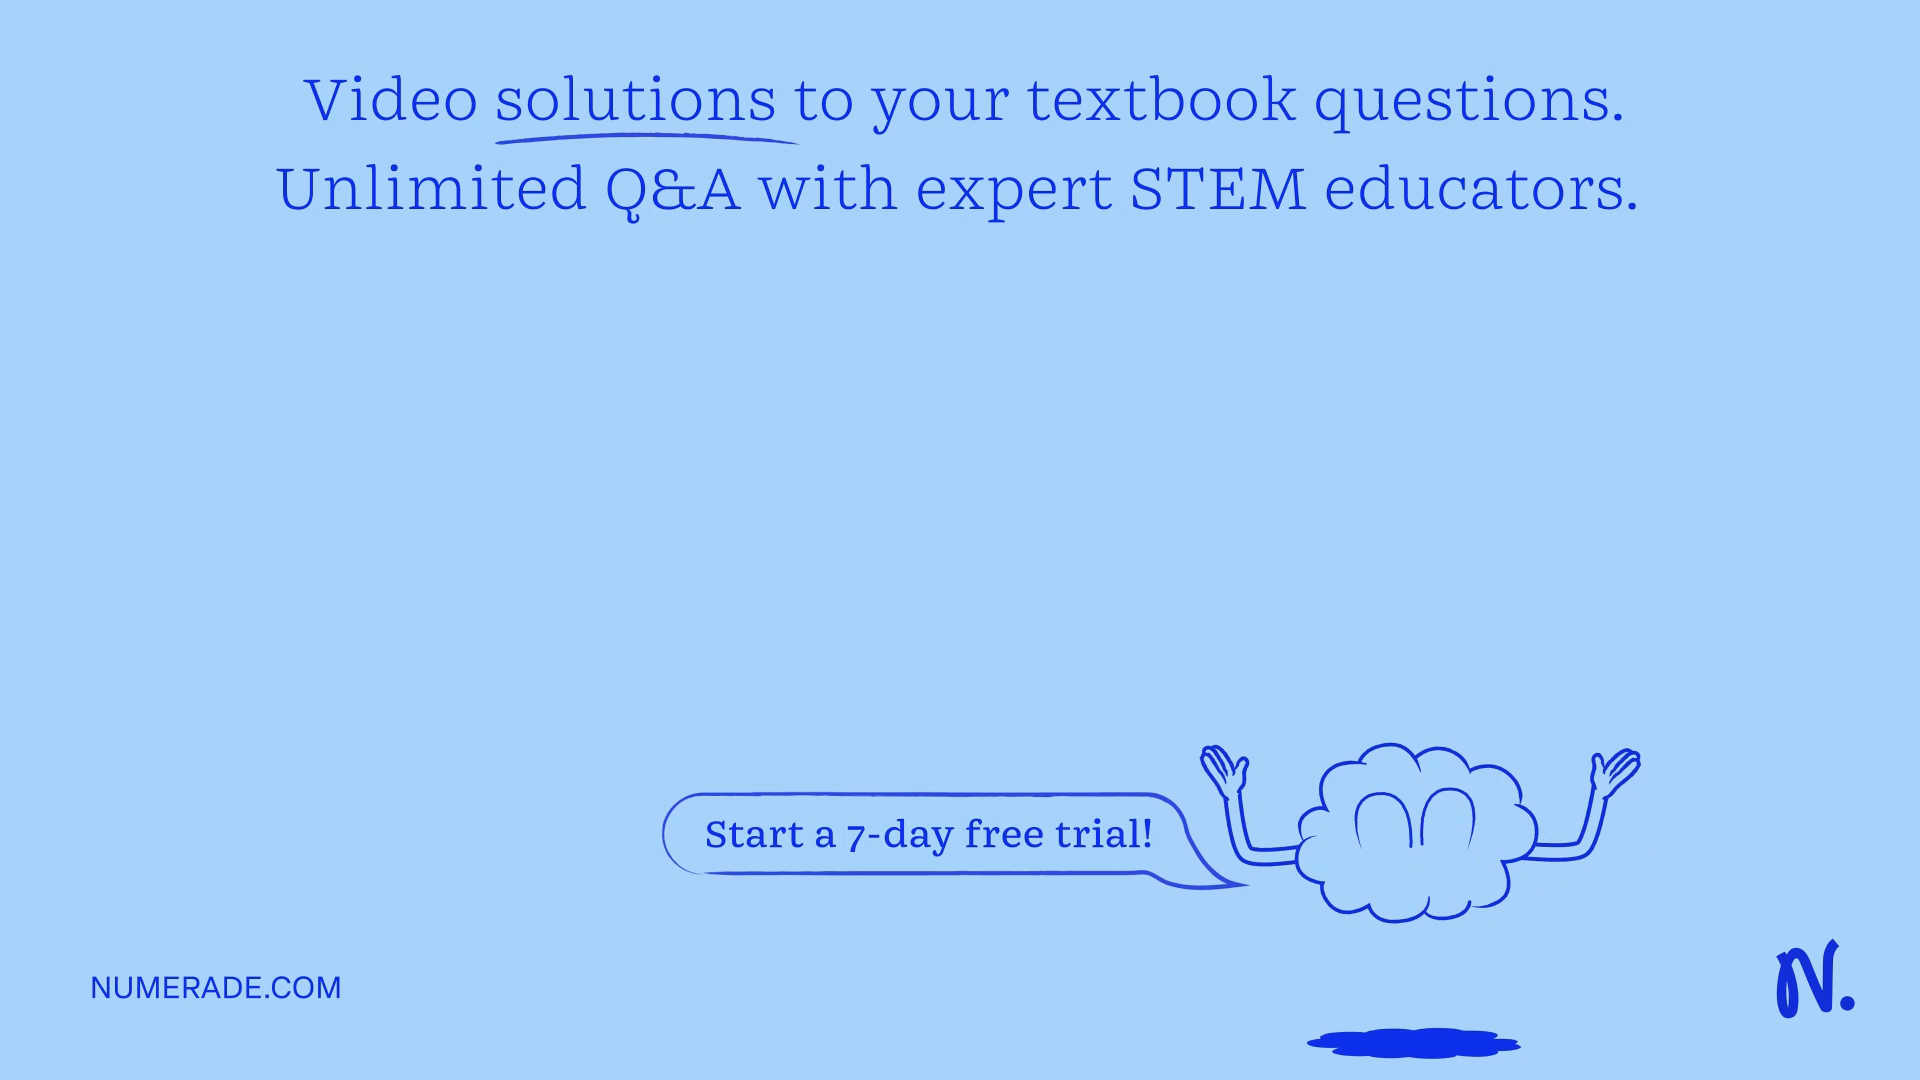 Video solutions to your textbook questions.
Unlimited Q&A with expert STEM educators.
Start a 7-day free trial!
NUMERADE.COM
N.